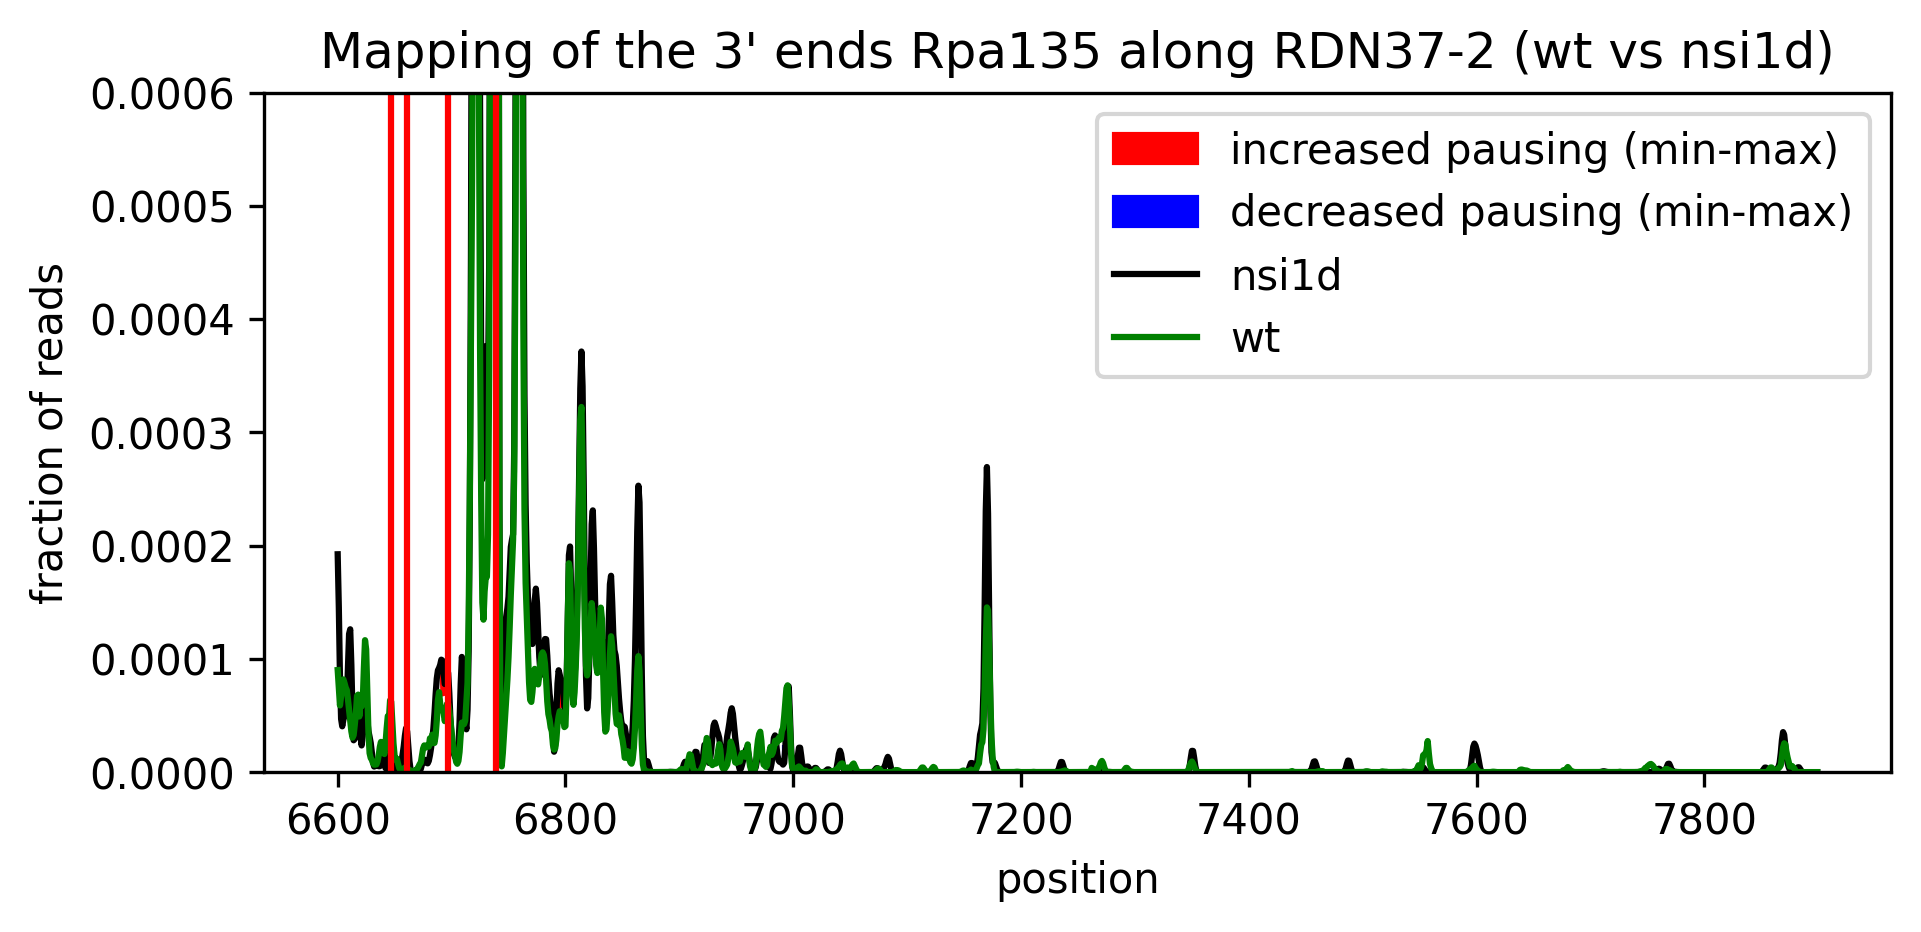 Mapping of the 3' ends Rpa135 along RDN37-2 (wt vs nsi1d)
0.0006
0.0005
0.0004
0.0003
0.0002
0.0001
0.0000
fraction of reads
increased pausing (min-max)
decreased pausing (min-max)
nsi1d
wt
6600 6800 7000 7200 7400 7600 7800
position